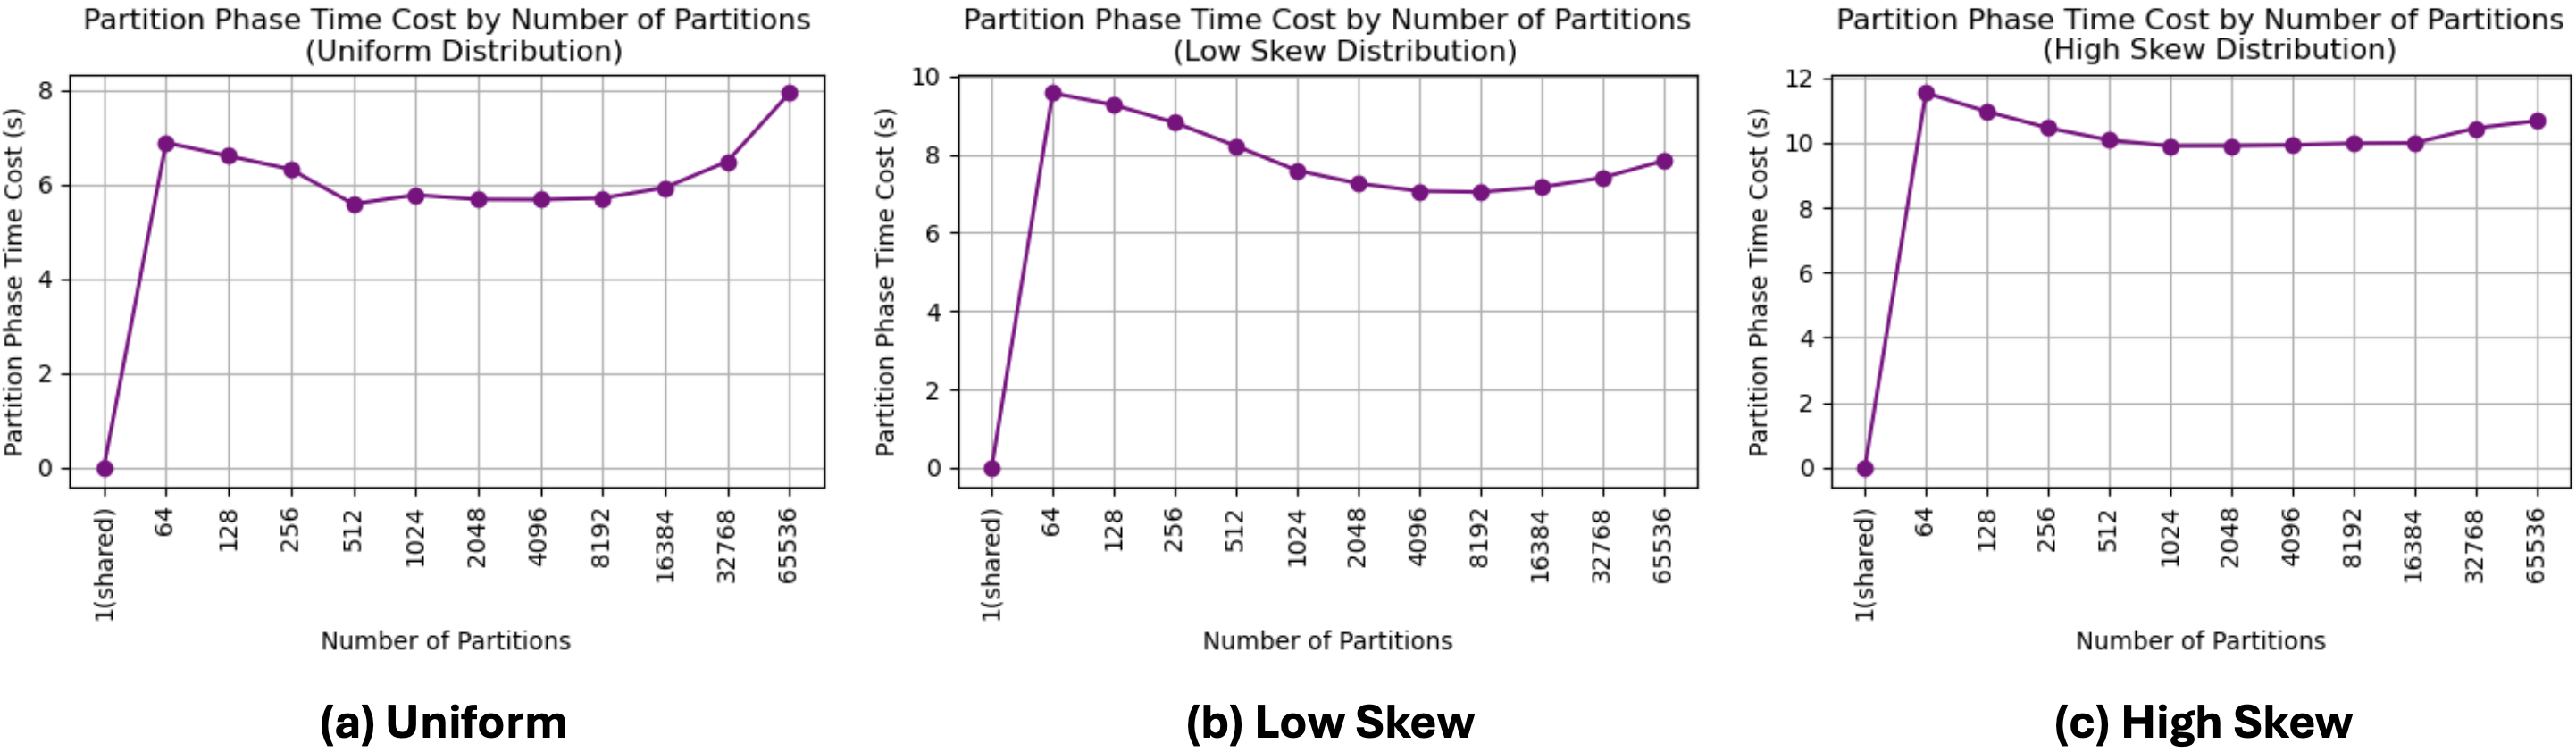 Partition Phase Time Cost by Number of Partitions
(Uniform Distribution)
Partition Phase Time Cost (s)
8
6
4
2
0
1(shared)
64
128
256
512
1024
2048
4096
8192
16384
32768
65536
Number of Partitions
(a) Uniform
Partition Phase Time Cost by Number of Partitions
(Low Skew Distribution)
Partition Phase Time Cost (s)
10
8
6
4
2
0
1(shared)
64
128
256
512
1024
2048
4096
8192
16384
32768
65536
Number of Partitions
(b) Low Skew
Partition Phase Time Cost by Number of Partitions
(High Skew Distribution)
Partition Phase Time Cost (s)
12
10
8
6
4
2
0
1(shared)
64
128
256
512
1024
2048
4096
8192
16384
32768
65536
Number of Partitions
(c) High Skew